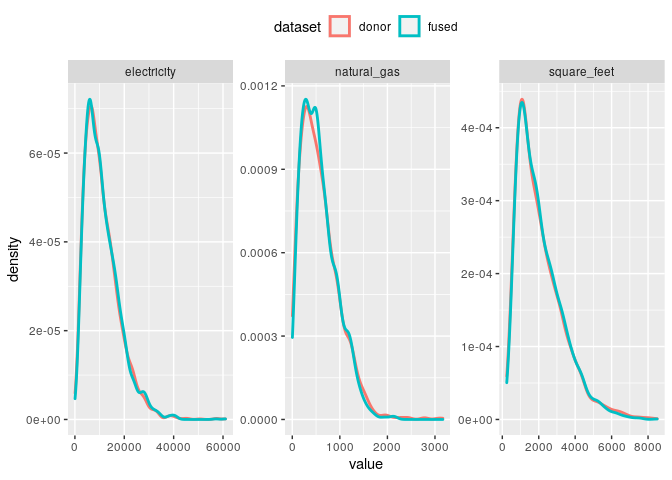 dataset donor fused
electricity natural_gas square_feet
density
6e-05
4e-05
2e-05
0e+00
0 20000 40000 60000
0.0012
0.0009
0.0006
0.0003
0.0000
0 1000 2000 3000
4e-04
3e-04
2e-04
1e-04
0e+00
0 2000 4000 6000 8000
value